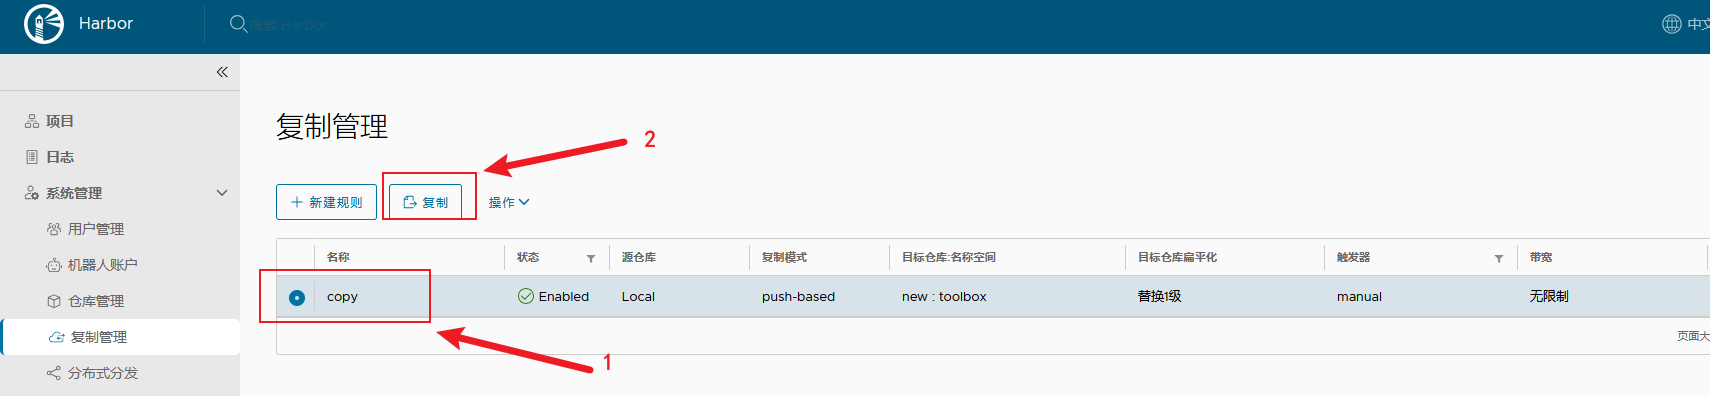 Harbor
搜索 Harbor...
中文
项目
日志
系统管理
用户管理
机器人账户
仓库管理
复制管理
分布式分发
复制管理
2
新建规则 复制 操作
名称 状态 源仓库 复制模式 目标仓库:名称空间 目标仓库扁平化 触发器 带宽
copy Enabled Local push-based new : toolbox 替换1级 manual 无限制
页面大
1